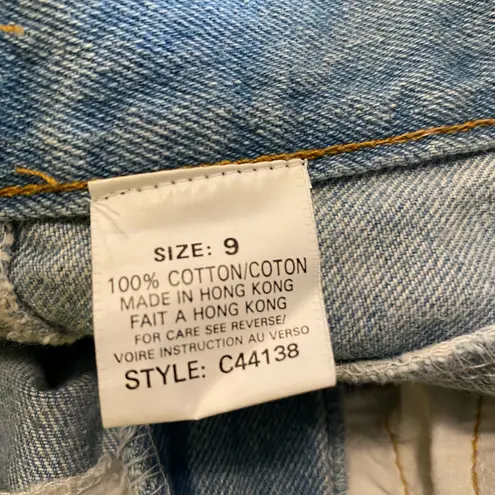 SIZE: 9
100% COTTON/COTON
MADE IN HONG KONG
FAIT A HONG KONG
FOR CARE SEE REVERSE/
VOIRE INSTRUCTION AU VERSO
STYLE: C44138